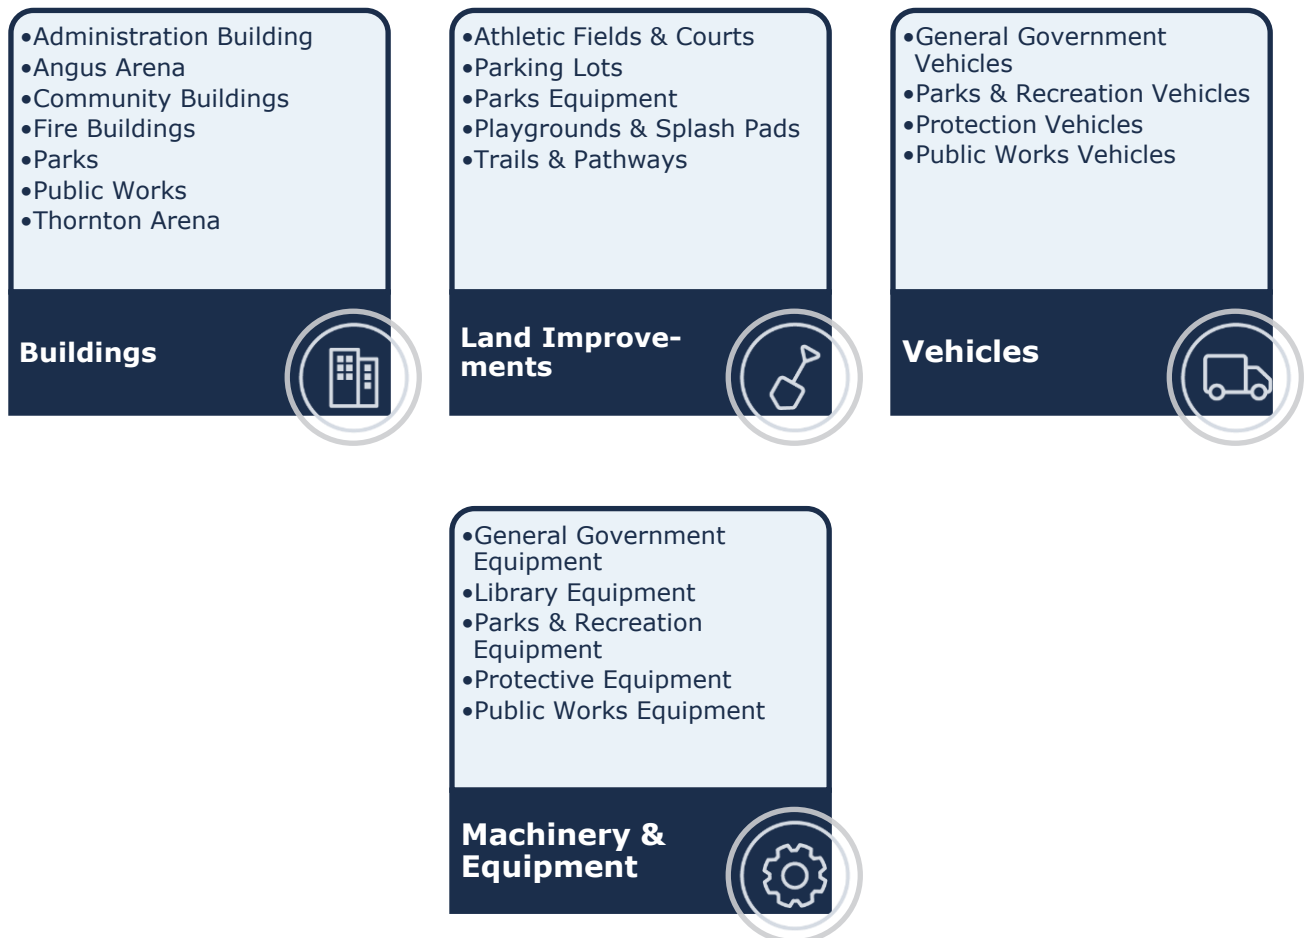 •Administration Building
•Angus Arena
•Community Buildings
•Fire Buildings
•Parks
•Public Works
•Thornton Arena
Buildings
•Athletic Fields & Courts
•Parking Lots
•Parks Equipment
•Playgrounds & Splash Pads
•Trails & Pathways
Land Improve-
ments
•General Government
Vehicles
•Parks & Recreation Vehicles
•Protection Vehicles
•Public Works Vehicles
Vehicles
•General Government
Equipment
•Library Equipment
•Parks & Recreation
Equipment
•Protective Equipment
•Public Works Equipment
Machinery &
Equipment